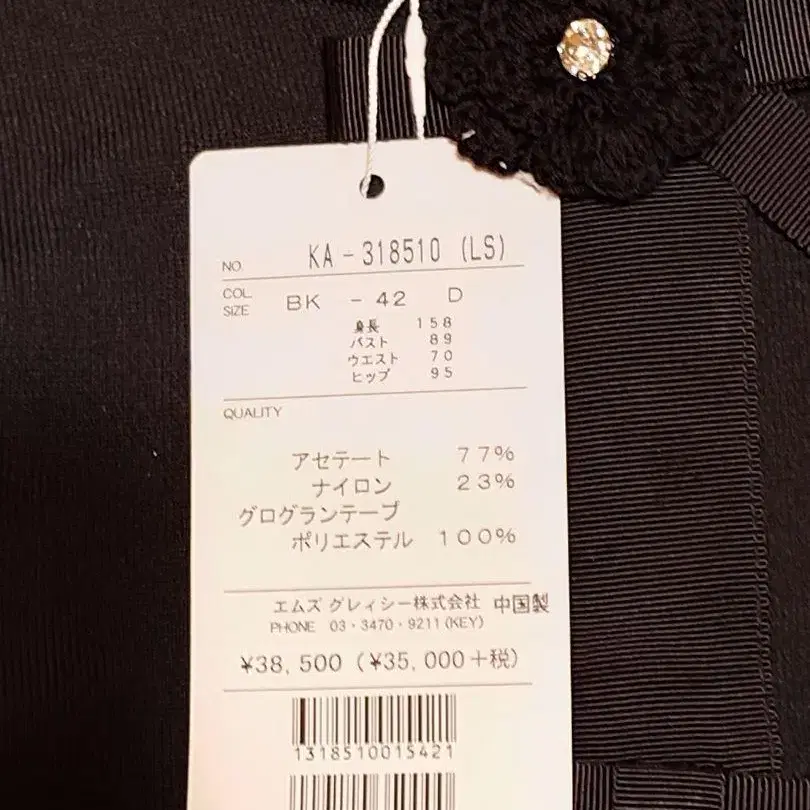 NO. KA-318510 (LS)
COL.
SIZE BK - 42 D
身長 158
バスト 89
ウエスト 70
ヒップ 95
QUALITY
アセテート 77%
ナイロン 23%
グログランテープ
ポリエステル 100%
エムズ グレィシー株式会社 中国製
PHONE 03・3470・9211(KEY)
¥38,500 (¥35,000+税)
1318510015421